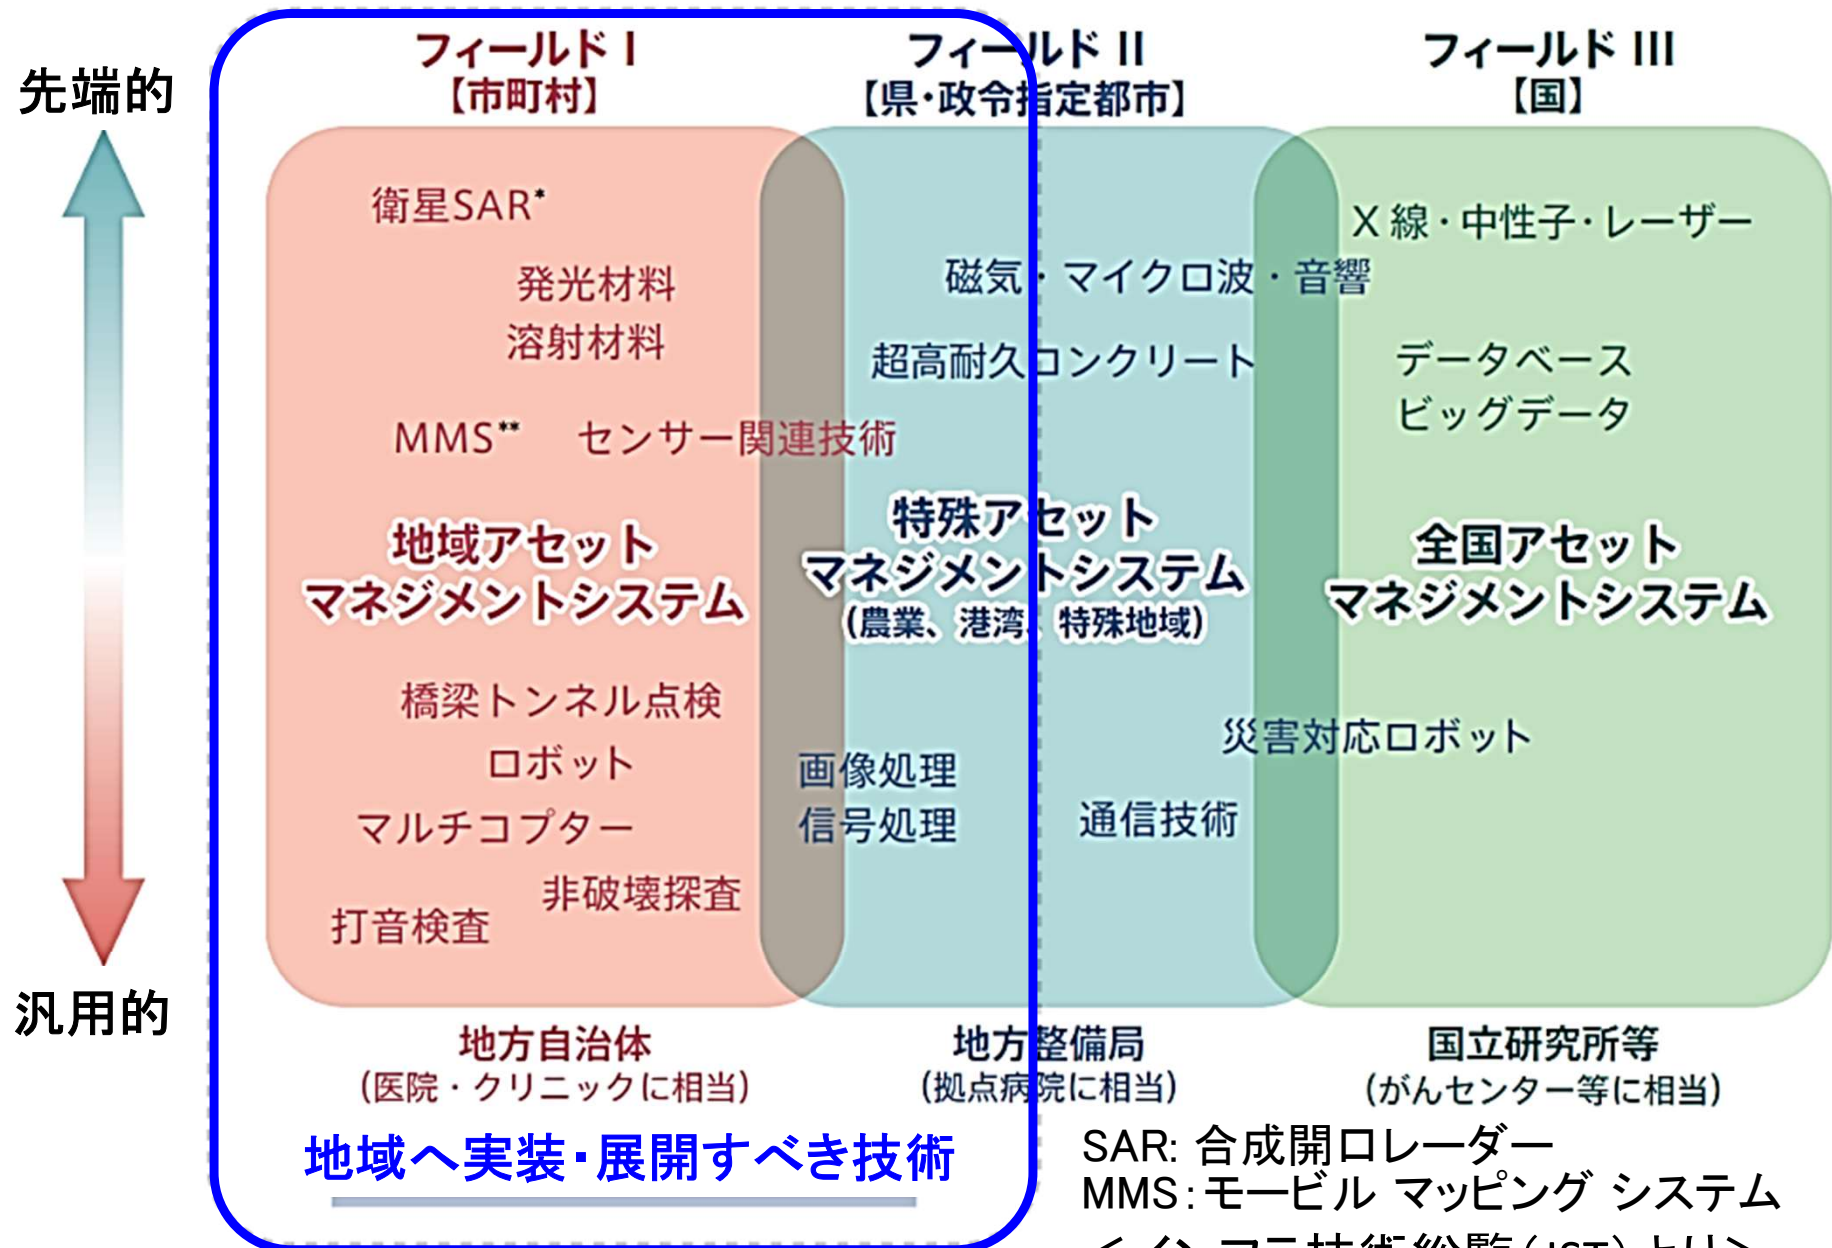 先端的
汎用的
フィールド I
【市町村】
衛星SAR*
発光材料
溶射材料
MMS** センサー関連技術
地域アセット
マネジメントシステム
橋梁トンネル点検
ロボット
マルチコプター
非破壊探査
打音検査
地方自治体
(医院・クリニックに相当)
地域へ実装・展開すべき技術
フィールド II
【県・政令指定都市】
磁気・マイクロ波・音響
超高耐久コンクリート
特殊アセット
マネジメントシステム
(農業、港湾、特殊地域)
画像処理
信号処理
通信技術
災害対応ロボット
地方整備局
(拠点病院に相当)
フィールド III
【国】
X 線・中性子・レーザー
データベース
ビッグデータ
全国アセット
マネジメントシステム
国立研究所等
(がんセンター等に相当)
SAR: 合成開口レーダー
MMS:モービル マッピング システム
<インフラ技術総覧(JST)より>